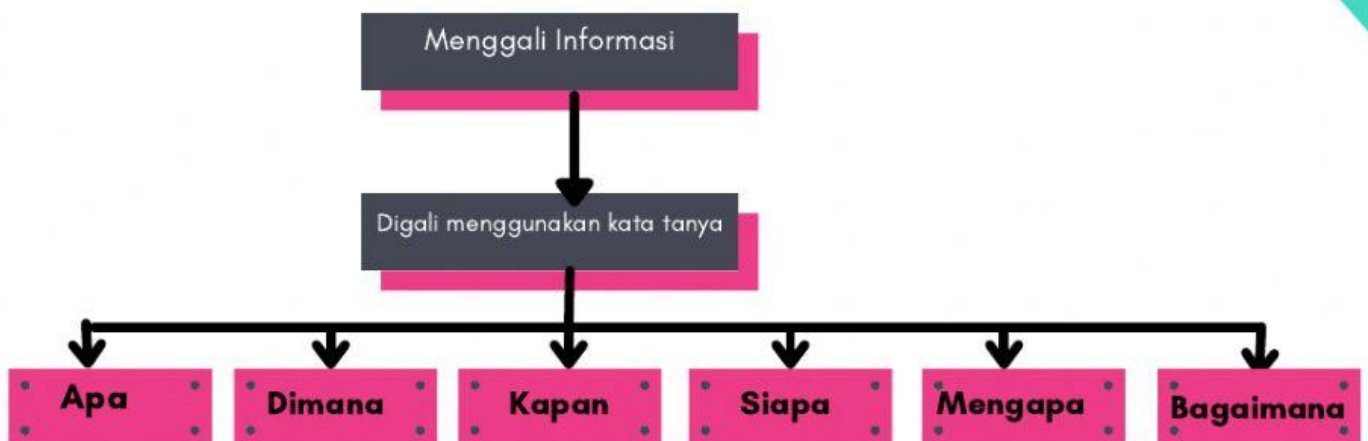 Menggali Informasi
Digali menggunakan kata tanya
Apa
Dimana
Kapan
Siapa
Mengapa
Bagaimana